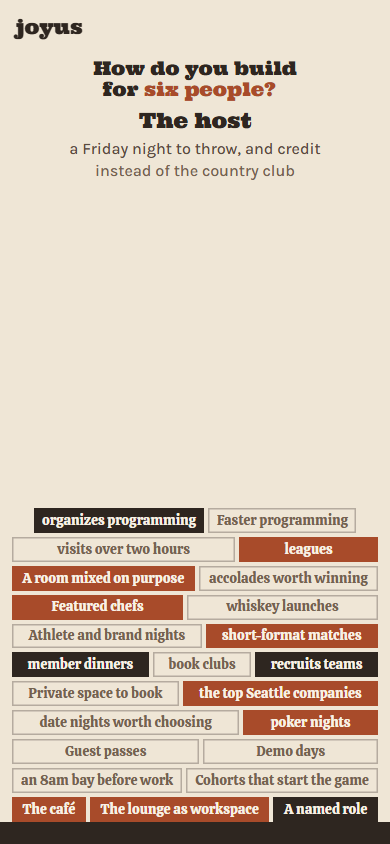 joyus
How do you build
for six people?
The host
a Friday night to throw, and credit
instead of the country club
organizes programming Faster programming
visits over two hours leagues
A room mixed on purpose accolades worth winning
Featured chefs whiskey launches
Athlete and brand nights short-format matches
member dinners book clubs recruits teams
Private space to book the top Seattle companies
date nights worth choosing poker nights
Guest passes Demo days
an 8am bay before work Cohorts that start the game
The café The lounge as workspace A named role